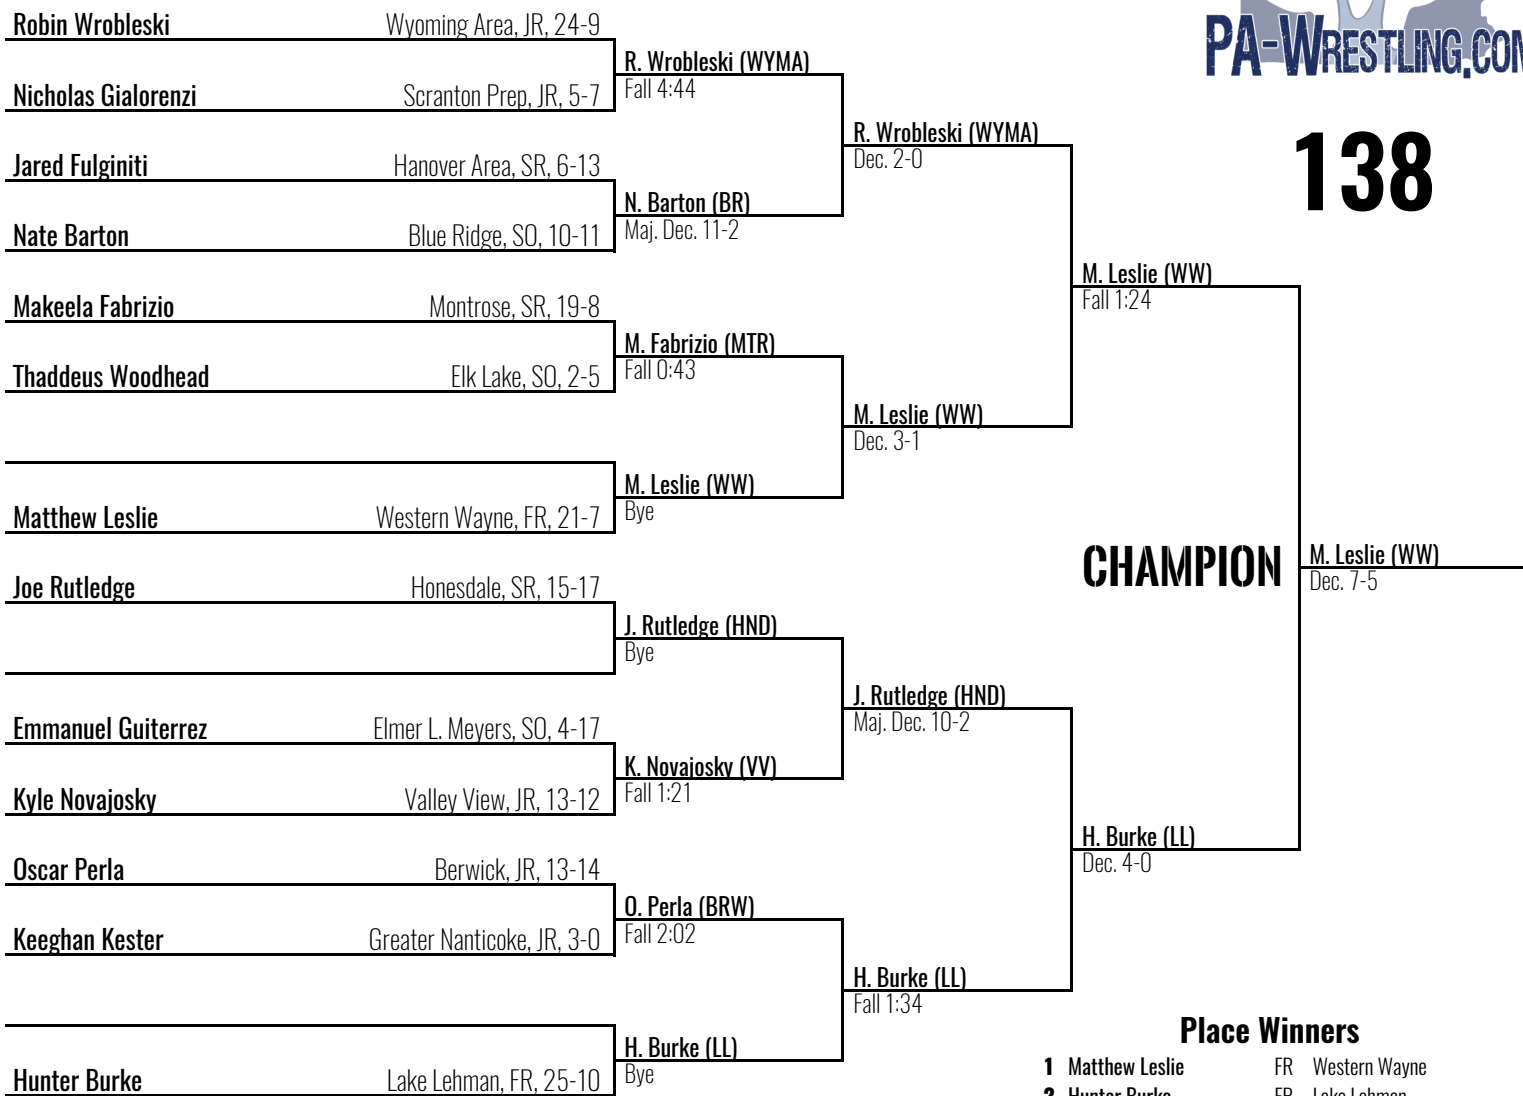 Robin Wrobleski Wyoming Area, JR, 24-9
R. Wrobleski (WYMA)
Fall 4:44
Nicholas Gialorenzi Scranton Prep, JR, 5-7
R. Wrobleski (WYMA)
Dec. 2-0
Jared Fulginiti Hanover Area, SR, 6-13
N. Barton (BR)
Maj. Dec. 11-2
Nate Barton Blue Ridge, SO, 10-11
M. Leslie (WW)
Fall 1:24
Makeela Fabrizio Montrose, SR, 19-8
M. Fabrizio (MTR)
Fall 0:43
Thaddeus Woodhead Elk Lake, SO, 2-5
M. Leslie (WW)
Dec. 3-1
M. Leslie (WW)
Bye
Matthew Leslie Western Wayne, FR, 21-7
CHAMPION
M. Leslie (WW)
Dec. 7-5
Joe Rutledge Honesdale, SR, 15-17
J. Rutledge (HND)
Bye
J. Rutledge (HND)
Maj. Dec. 10-2
Emmanuel Guiterrez Elmer L. Meyers, SO, 4-17
K. Novajosky (VV)
Fall 1:21
Kyle Novajosky Valley View, JR, 13-12
H. Burke (LL)
Dec. 4-0
Oscar Perla Berwick, JR, 13-14
O. Perla (BRW)
Fall 2:02
Keeghan Kester Greater Nanticoke, JR, 3-0
H. Burke (LL)
Fall 1:34
H. Burke (LL)
Bye
Hunter Burke Lake Lehman, FR, 25-10
PA-WRESTLING.COM
138
Place Winners
1 Matthew Leslie FR Western Wayne
2 Hunter Burke FR Lake Lehman